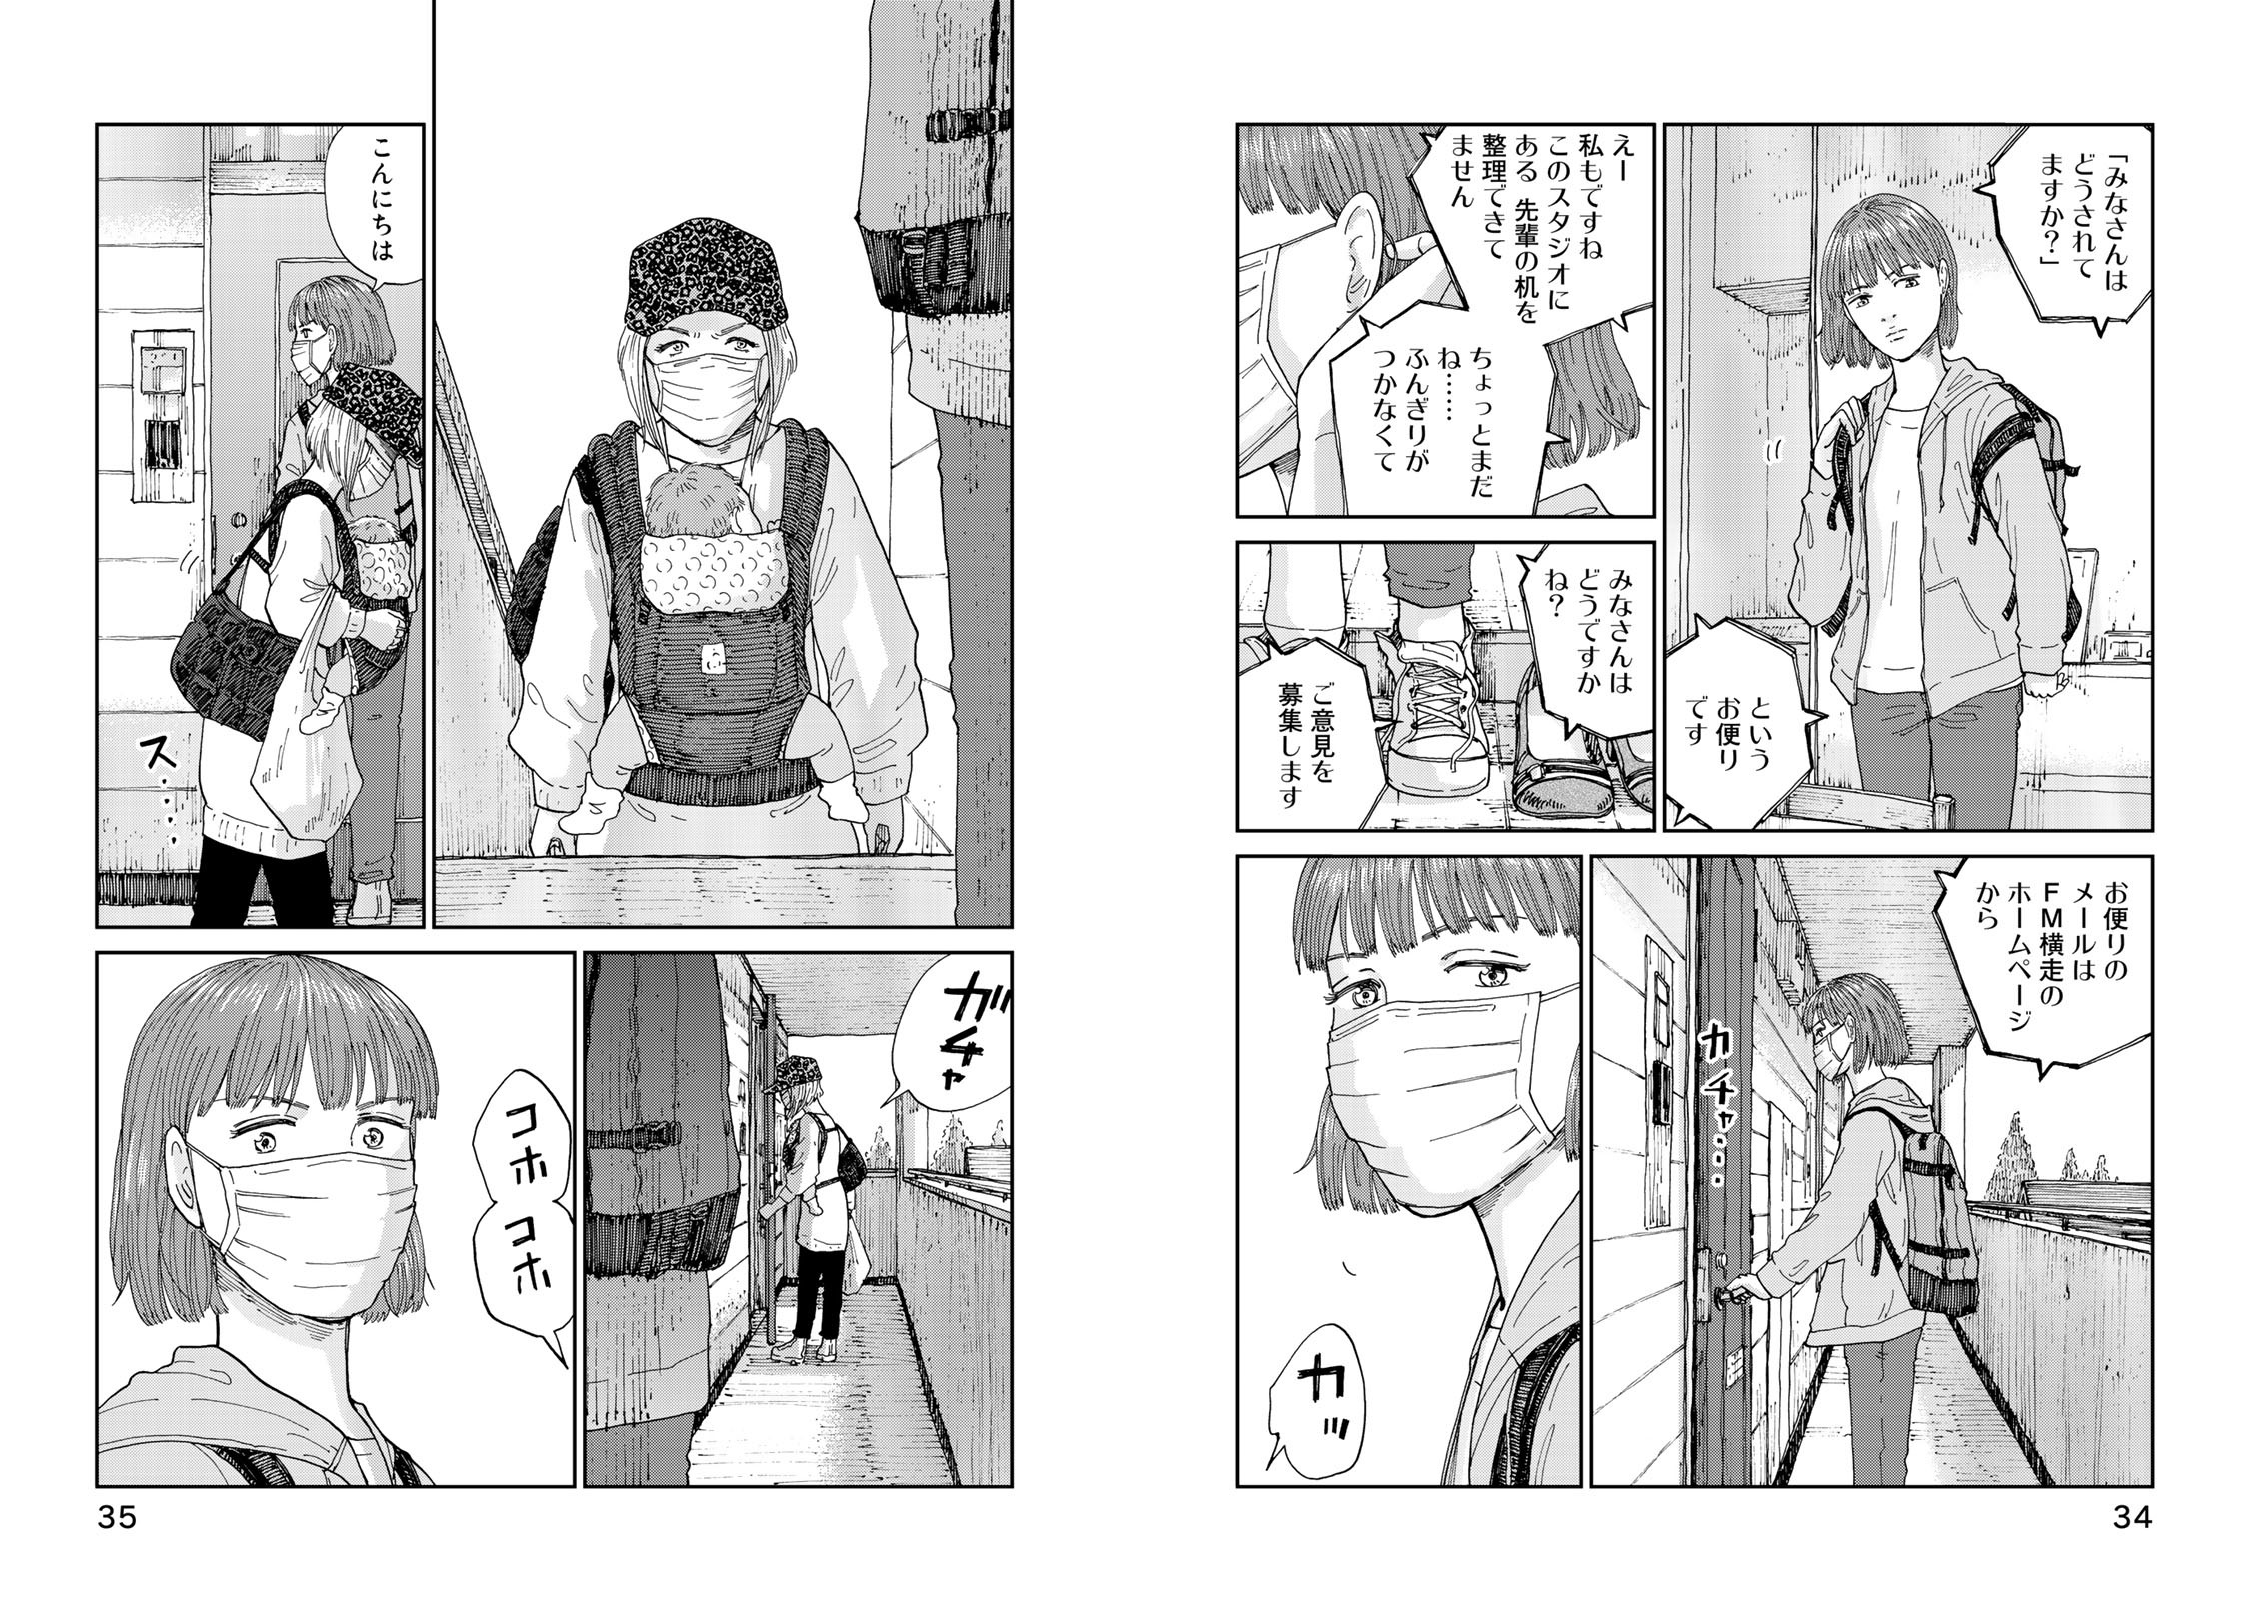 「みなさんは
どうされて
ますか？」
という
お便り
です
えー
私もですね
このスタジオに
ある 先輩の机を
整理できて
ません
ちょっとまだ
ね……
ふんぎりが
つかなくて
みなさんは
どうですか
ね？
ご意見を
募集します
お便りの
メールは
FM横走の
ホームページ
から
カチャ…
カッ
34
こんにちは
ス…
ガチャ
コホ
コホ
35